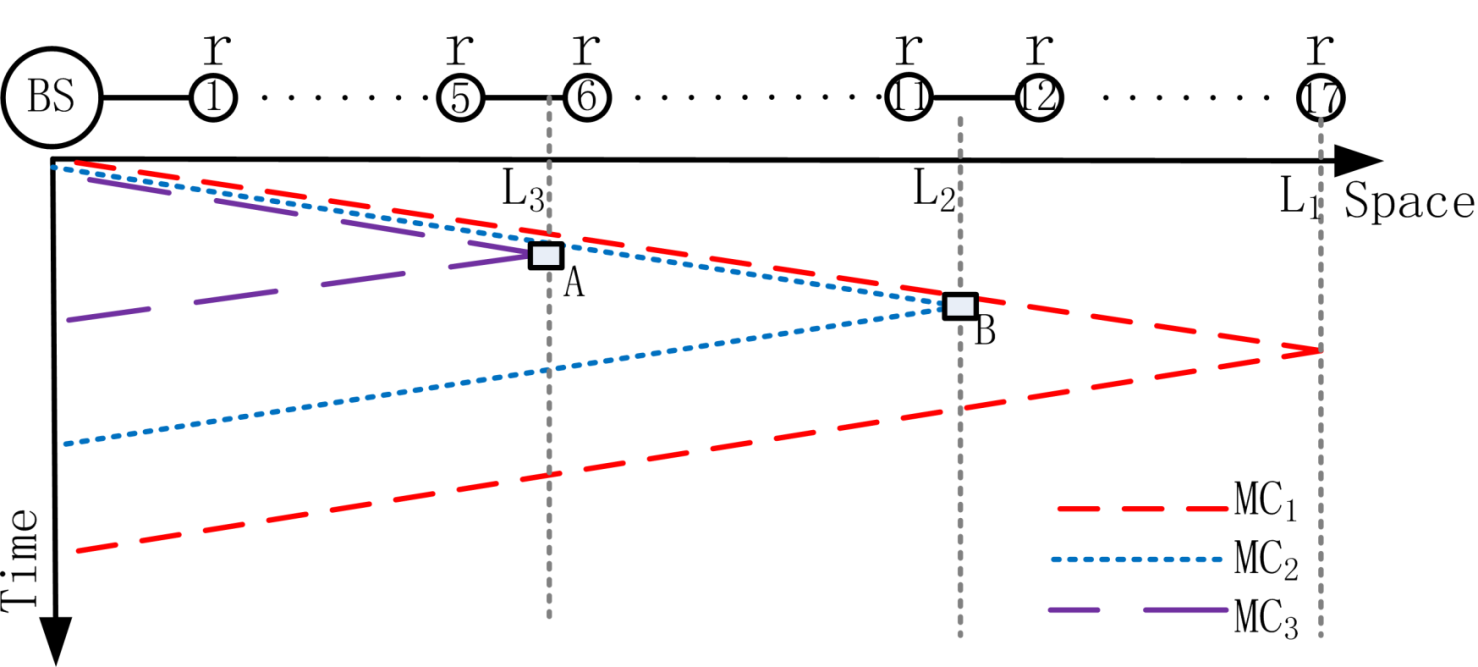 r r r r r r
BS 1 5 6 11 12 17
L3 L2 L1 Space
A
B
MC1
MC2
MC3
Time